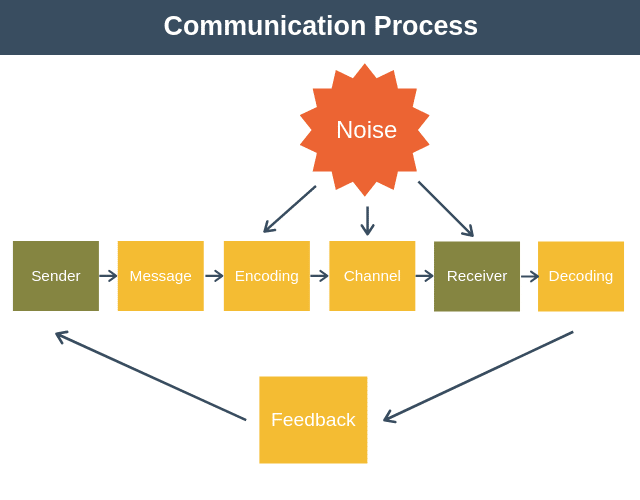 Communication Process
Noise
Sender
Message
Encoding
Channel
Receiver
Decoding
Feedback